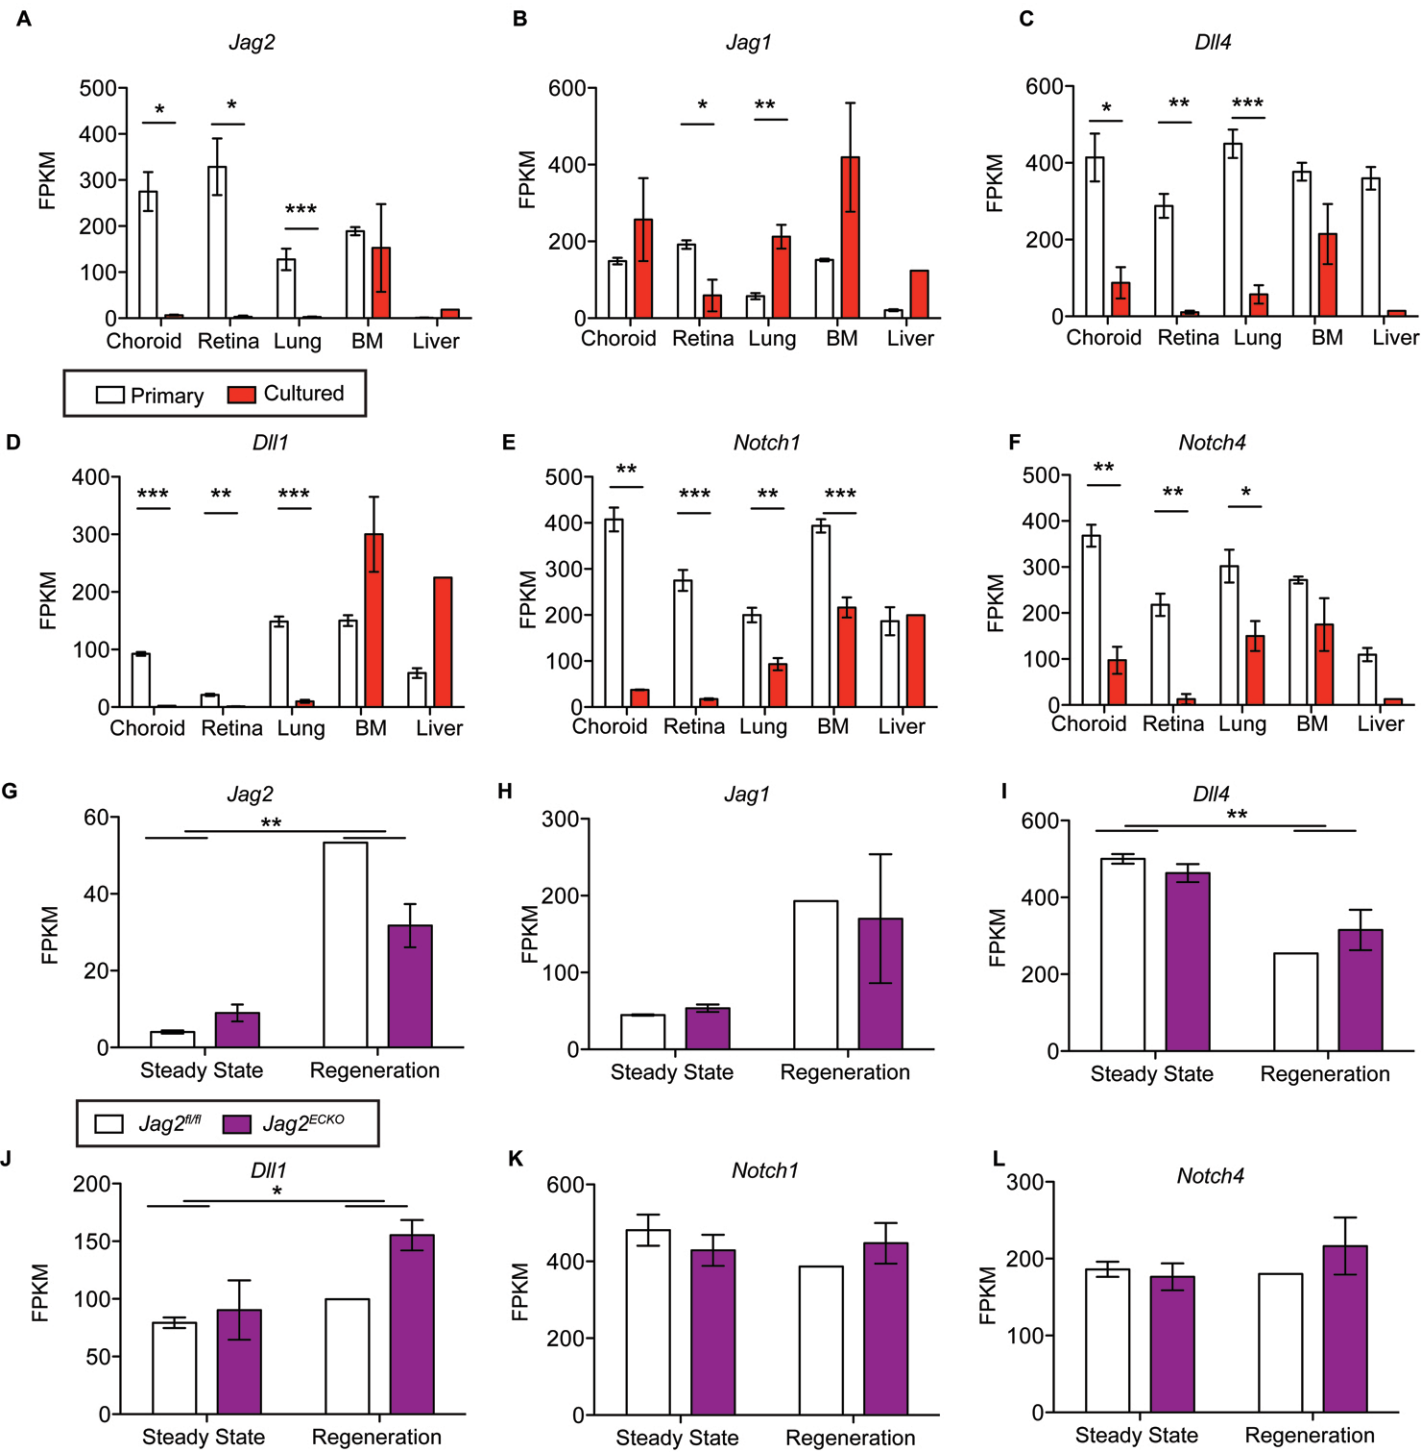 A
Jag2
FPKM
500
400
300
200
100
0
*
*
***
Choroid Retina Lung BM Liver
B
Jag1
FPKM
600
400
200
0
*
**
Choroid Retina Lung BM Liver
C
Dll4
FPKM
600
400
200
0
*
**
***
Choroid Retina Lung BM Liver
Primary Cultured
D
Dll1
FPKM
400
300
200
100
0
***
**
***
Choroid Retina Lung BM Liver
E
Notch1
FPKM
500
400
300
200
100
0
**
***
**
***
Choroid Retina Lung BM Liver
F
Notch4
FPKM
500
400
300
200
100
0
**
**
*
Choroid Retina Lung BM Liver
G
Jag2
FPKM
60
40
20
0
**
Steady State Regeneration
H
Jag1
FPKM
300
200
100
0
Steady State Regeneration
I
Dll4
FPKM
600
400
200
0
**
Steady State Regeneration
Jag2fl/fl Jag2ECKO
J
Dll1
FPKM
200
150
100
50
0
*
Steady State Regeneration
K
Notch1
FPKM
600
400
200
0
Steady State Regeneration
L
Notch4
FPKM
300
200
100
0
Steady State Regeneration